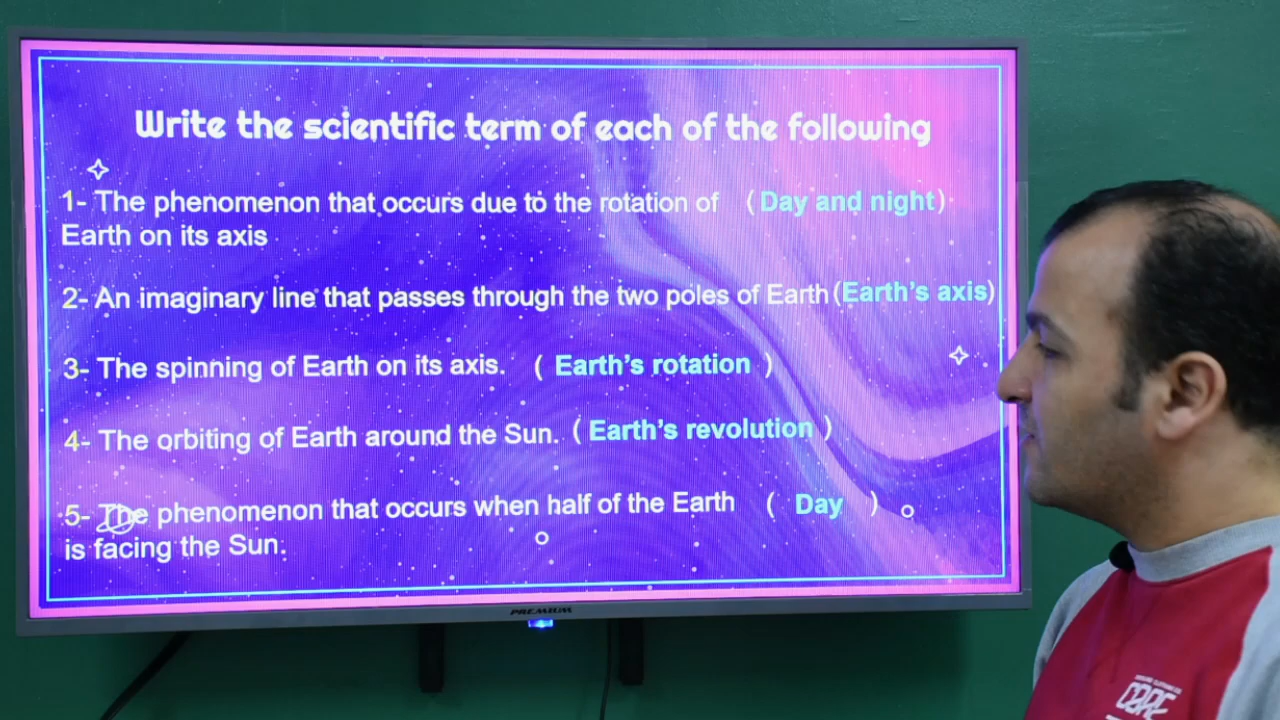 Write the scientific term of each of the following
1- The phenomenon that occurs due to the rotation of (Day and night)
Earth on its axis
2- An imaginary line that passes through the two poles of Earth (Earth's axis)
3- The spinning of Earth on its axis. ( Earth's rotation )
4- The orbiting of Earth around the Sun. ( Earth's revolution )
5- The phenomenon that occurs when half of the Earth ( Day )
is facing the Sun.
PREMIUM